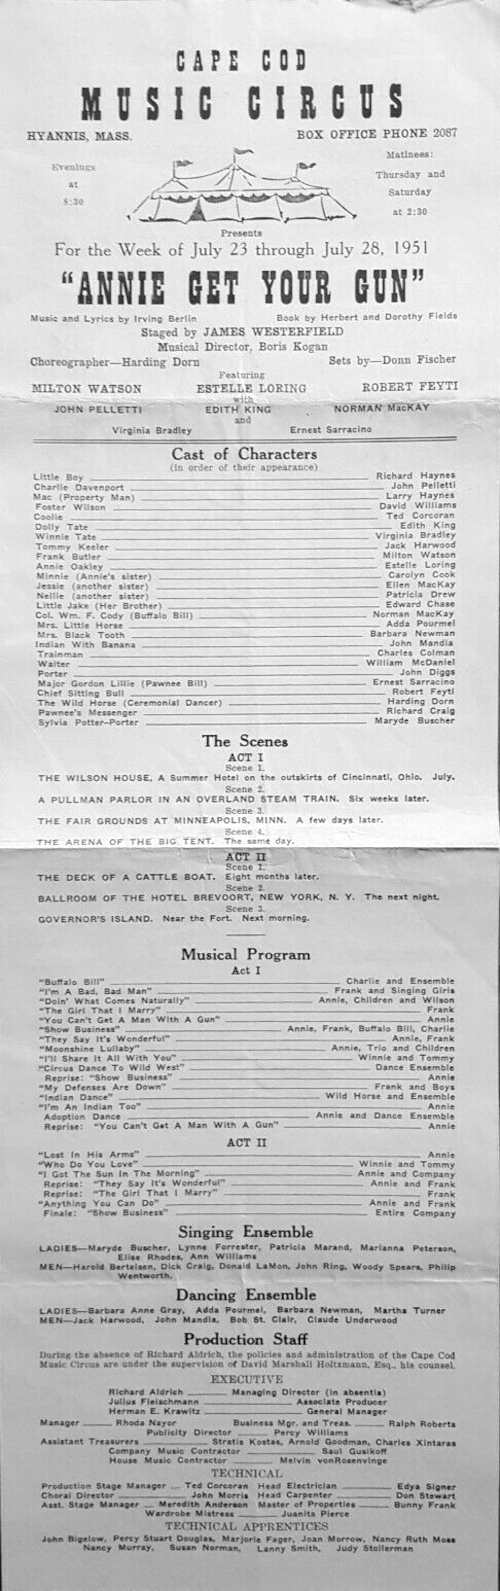 CAPE COD
MUSIC CIRCUS
HYANNIS, MASS. BOX OFFICE PHONE 2087
Evenings
at
8:30
Matinees:
Thursday and
Saturday
at 2:30
Presents
For the Week of July 23 through July 28, 1951
"ANNIE GET YOUR GUN"
Music and Lyrics by Irving Berlin Book by Herbert and Dorothy Fields
Staged by JAMES WESTERFIELD
Musical Director, Boris Kogan
Choreographer—Harding Dorn Sets by—Donn Fischer
Featuring
MILTON WATSON ESTELLE LORING ROBERT FEYTI
with
JOHN PELLETTI EDITH KING NORMAN MacKAY
and
Virginia Bradley Ernest Sarracino
Cast of Characters
(in order of their appearance)
Little Boy Richard Haynes
Charlie Davenport John Pelletti
Mac (Property Man) Larry Haynes
Foster Wilson David Williams
Coolie Ted Corcoran
Dolly Tate Edith King
Winnie Tate Virginia Bradley
Tommy Keeler Jack Harwood
Frank Butler Milton Watson
Annie Oakley Estelle Loring
Minnie (Annie's sister) Carolyn Cook
Jessie (another sister) Ellen MacKay
Nellie (another sister) Patricia Drew
Little Jake (Her Brother) Edward Chase
Col. Wm. F. Cody (Buffalo Bill) Norman MacKay
Mrs. Little Horse Adda Pourmel
Mrs. Black Tooth Barbara Newman
Indian With Banana John Mandia
Trainman Charles Colman
Waiter William McDaniel
Porter John Diggs
Major Gordon Lillie (Pawnee Bill) Ernest Sarracino
Chief Sitting Bull Robert Feyti
The Wild Horse (Ceremonial Dancer) Harding Dorn
Pawnee's Messenger Richard Craig
Sylvia Potter-Porter Maryde Buscher
The Scenes
ACT I
Scene 1.
THE WILSON HOUSE, A Summer Hotel on the outskirts of Cincinnati, Ohio. July.
Scene 2.
A PULLMAN PARLOR IN AN OVERLAND STEAM TRAIN. Six weeks later.
Scene 3.
THE FAIR GROUNDS AT MINNEAPOLIS, MINN. A few days later.
Scene 4.
THE ARENA OF THE BIG TENT. The same day.
ACT II
Scene 1.
THE DECK OF A CATTLE BOAT. Eight months later.
Scene 2.
BALLROOM OF THE HOTEL BREVOORT, NEW YORK, N. Y. The next night.
Scene 3.
GOVERNOR'S ISLAND. Near the Fort. Next morning.
Musical Program
Act I
"Buffalo Bill" Charlie and Ensemble
"I'm A Bad, Bad Man" Frank and Singing Girls
"Doin' What Comes Naturally" Annie, Children and Wilson
"The Girl That I Marry" Frank
"You Can't Get A Man With A Gun" Annie
"Show Business" Annie, Frank, Buffalo Bill, Charlie
"They Say It's Wonderful" Annie, Frank
"Moonshine Lullaby" Annie, Trio and Children
"I'll Share It All With You" Winnie and Tommy
"Circus Dance To Wild West" Dance Ensemble
Reprise: "Show Business" Annie
"My Defenses Are Down" Frank and Boys
"Indian Dance" Wild Horse and Ensemble
"I'm An Indian Too" Annie
Adoption Dance Annie and Dance Ensemble
Reprise: "You Can't Get A Man With A Gun" Annie
ACT II
"Lost In His Arms" Annie
"Who Do You Love" Winnie and Tommy
"I Got The Sun In The Morning" Annie and Company
Reprise: "They Say It's Wonderful" Annie and Frank
Reprise: "The Girl That I Marry" Frank
"Anything You Can Do" Annie and Frank
Finale: "Show Business" Entire Company
Singing Ensemble
LADIES—Maryde Buscher, Lynne Forrester, Patricia Marand, Marianna Peterson,
Elise Rhodes, Ann Williams
MEN—Harold Bertelsen, Dick Craig, Donald LaMon, John Ring, Woody Spears, Philip
Wentworth.
Dancing Ensemble
LADIES—Barbara Anne Gray, Adda Pourmel, Barbara Newman, Martha Turner
MEN—Jack Harwood, John Mandia, Bob St. Clair, Claude Underwood
Production Staff
During the absence of Richard Aldrich, the policies and administration of the Cape Cod
Music Circus are under the supervision of David Marshall Holtzmann, Esq., his counsel.
EXECUTIVE
Richard Aldrich Managing Director (in absentia)
Julius Fleischmann Associate Producer
Herman E. Krawitz General Manager
Manager Rhoda Nayor Business Mgr. and Treas. Ralph Roberts
Publicity Director Percy Williams
Assistant Treasurers Stratis Kostas, Arnold Goodman, Charles Xintaras
Company Music Contractor Saul Gusikoff
House Music Contractor Melvin vonRosenvinge
TECHNICAL
Production Stage Manager Ted Corcoran Head Electrician Edya Signer
Choral Director John Morris Head Carpenter Don Stewart
Asst. Stage Manager Meredith Anderson Master of Properties Bunny Frank
Wardrobe Mistress Juanita Pierce
TECHNICAL APPRENTICES
John Bigelow, Percy Stuart Douglas, Marjorie Fager, Joan Morrow, Nancy Ruth Moss
Nancy Murray, Susan Norman, Lanny Smith, Judy Stollerman